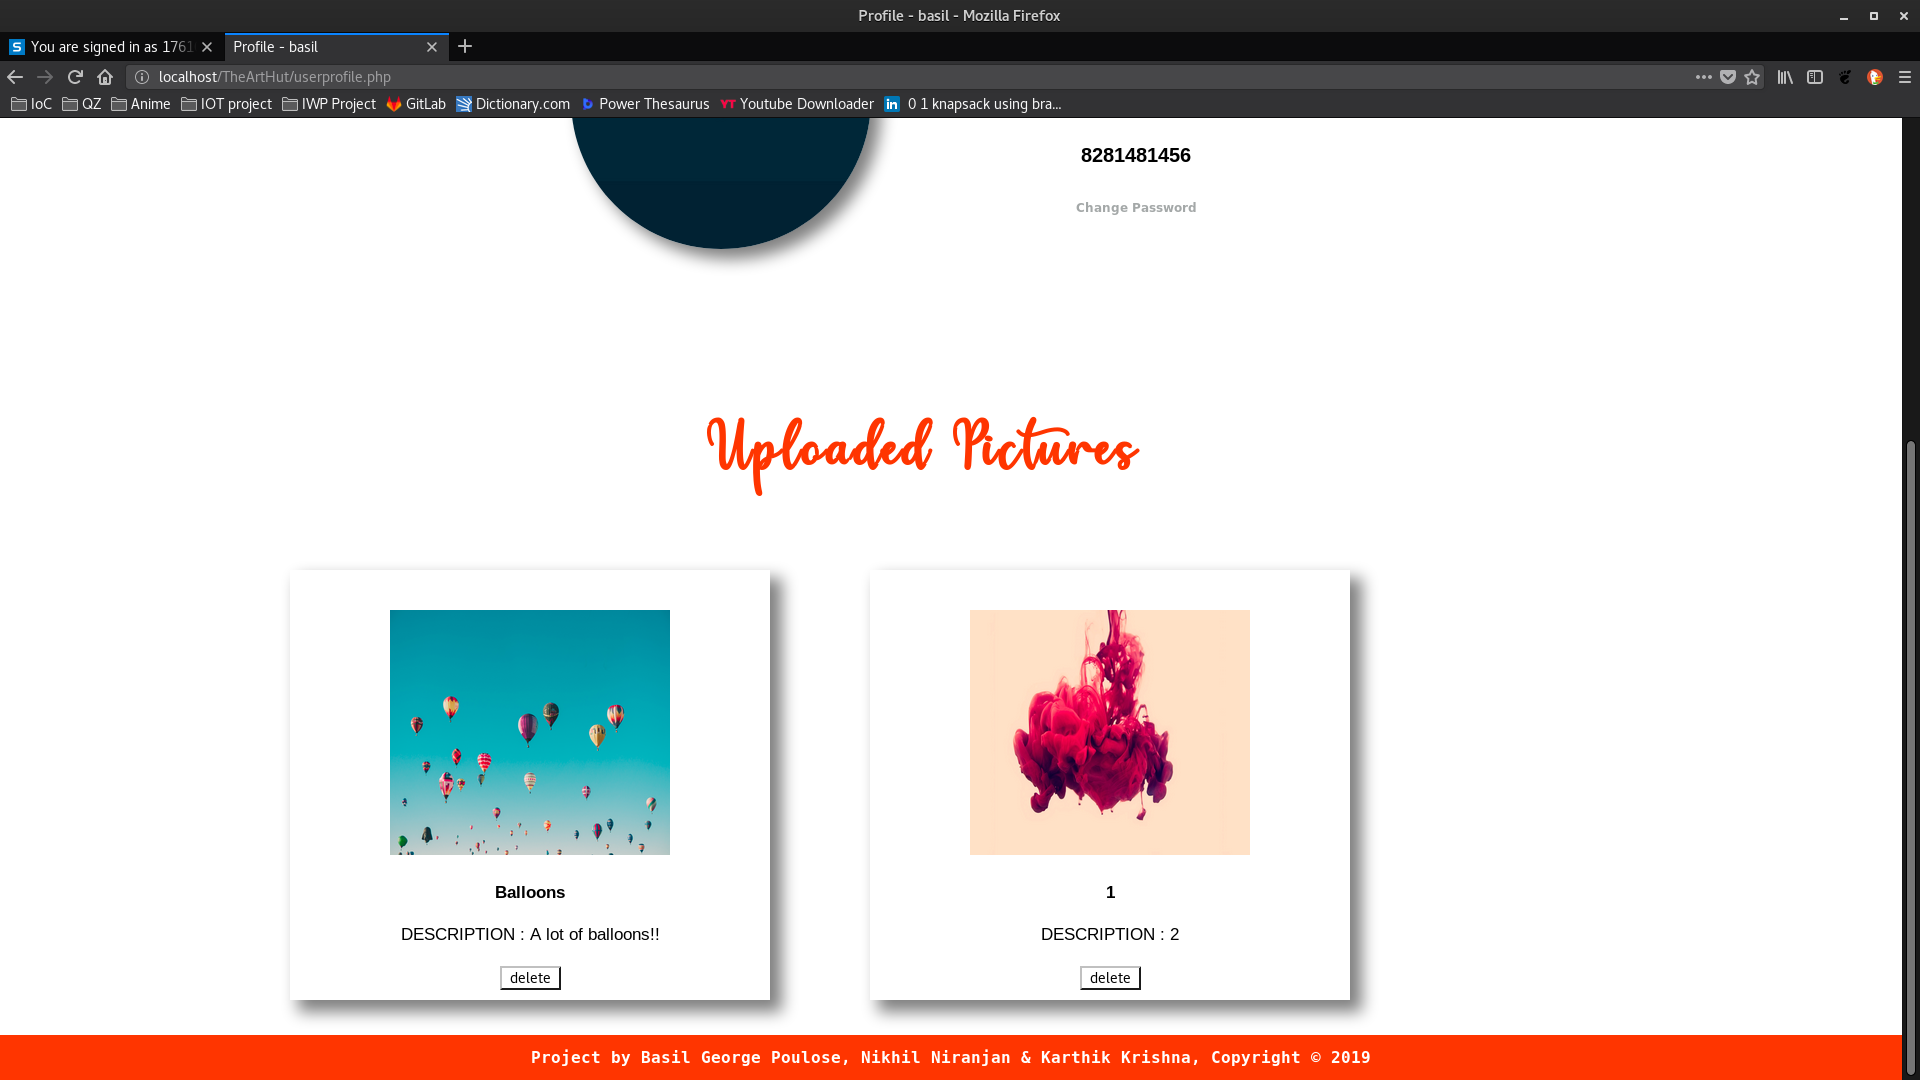 Profile - basil - Mozilla Firefox
You are signed in as 1761
Profile - basil
localhost/TheArtHut/userprofile.php
IoC QZ Anime IOT project IWP Project GitLab Dictionary.com Power Thesaurus YT Youtube Downloader in 0 1 knapsack using bra...
8281481456
Change Password
Uploaded Pictures
Balloons
DESCRIPTION : A lot of balloons!!
delete
1
DESCRIPTION : 2
delete
Project by Basil George Poulose, Nikhil Niranjan & Karthik Krishna, Copyright © 2019